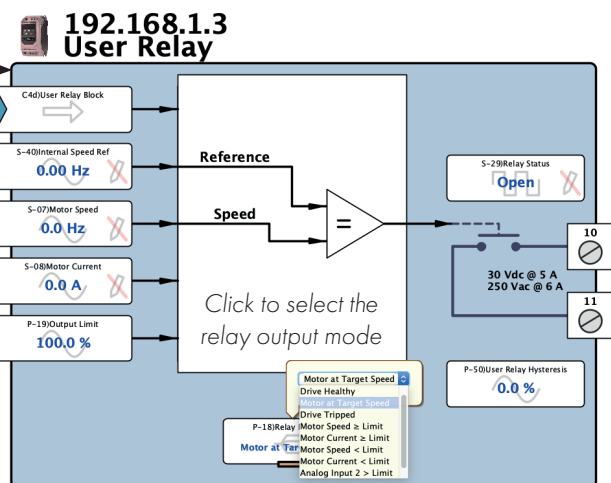 192.168.1.3
User Relay
C4d)User Relay Block
S-40)Internal Speed Ref
0.00 Hz
Reference
S-29)Relay Status
Open
S-07)Motor Speed
0.0 Hz
Speed
=
10
S-08)Motor Current
0.0 A
30 Vdc @ 5 A
250 Vac @ 6 A
11
Click to select the
relay output mode
P-19)Output Limit
100.0 %
P-50)User Relay Hysteresis
0.0 %
Motor at Target Speed
Drive Healthy
Motor at Target Speed
Drive Tripped
Motor Speed ≥ Limit
Motor Current ≥ Limit
Motor Speed < Limit
Motor Current < Limit
Analog Input 2 > Limit
P-18)Relay
Motor at Tar